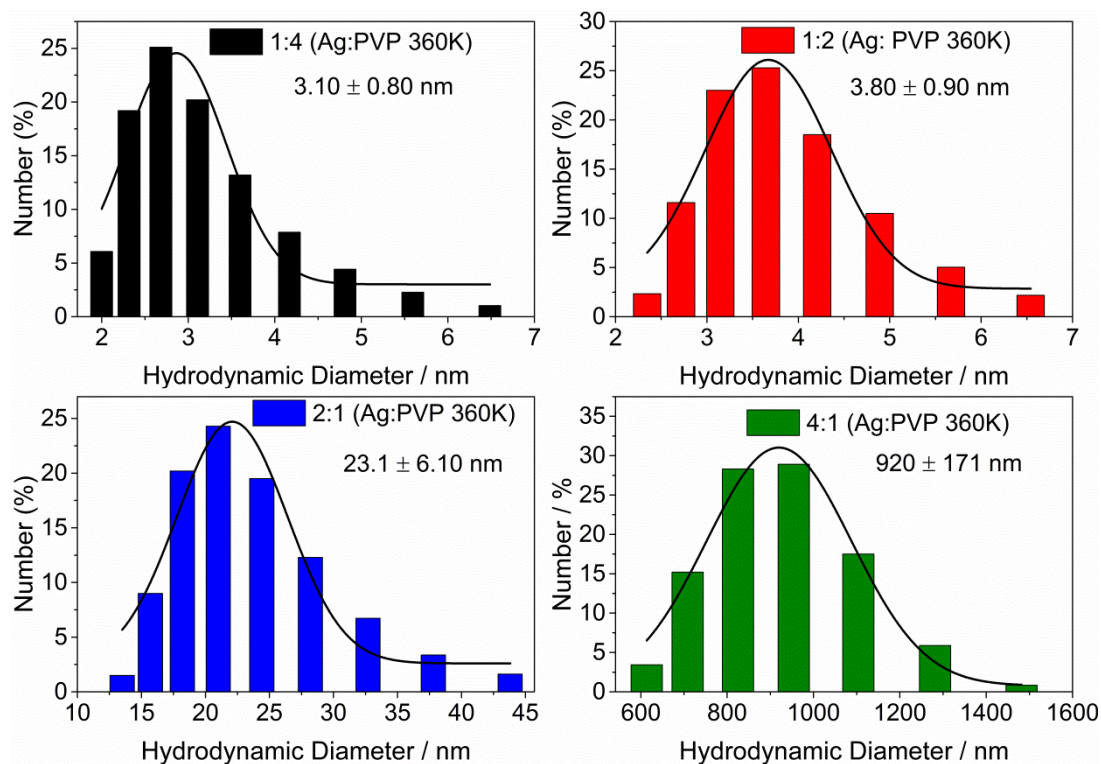 1:4 (Ag:PVP 360K)
3.10 ± 0.80 nm
Number (%)
0
5
10
15
20
25
2 3 4 5 6 7
Hydrodynamic Diameter / nm
1:2 (Ag: PVP 360K)
3.80 ± 0.90 nm
Number (%)
0
5
10
15
20
25
30
2 3 4 5 6 7
Hydrodynamic Diameter / nm
2:1 (Ag:PVP 360K)
23.1 ± 6.10 nm
Number (%)
0
5
10
15
20
25
10 15 20 25 30 35 40 45
Hydrodynamic Diameter / nm
4:1 (Ag:PVP 360K)
920 ± 171 nm
Number / %
0
5
10
15
20
25
30
35
600 800 1000 1200 1400 1600
Hydrodynamic Diameter / nm